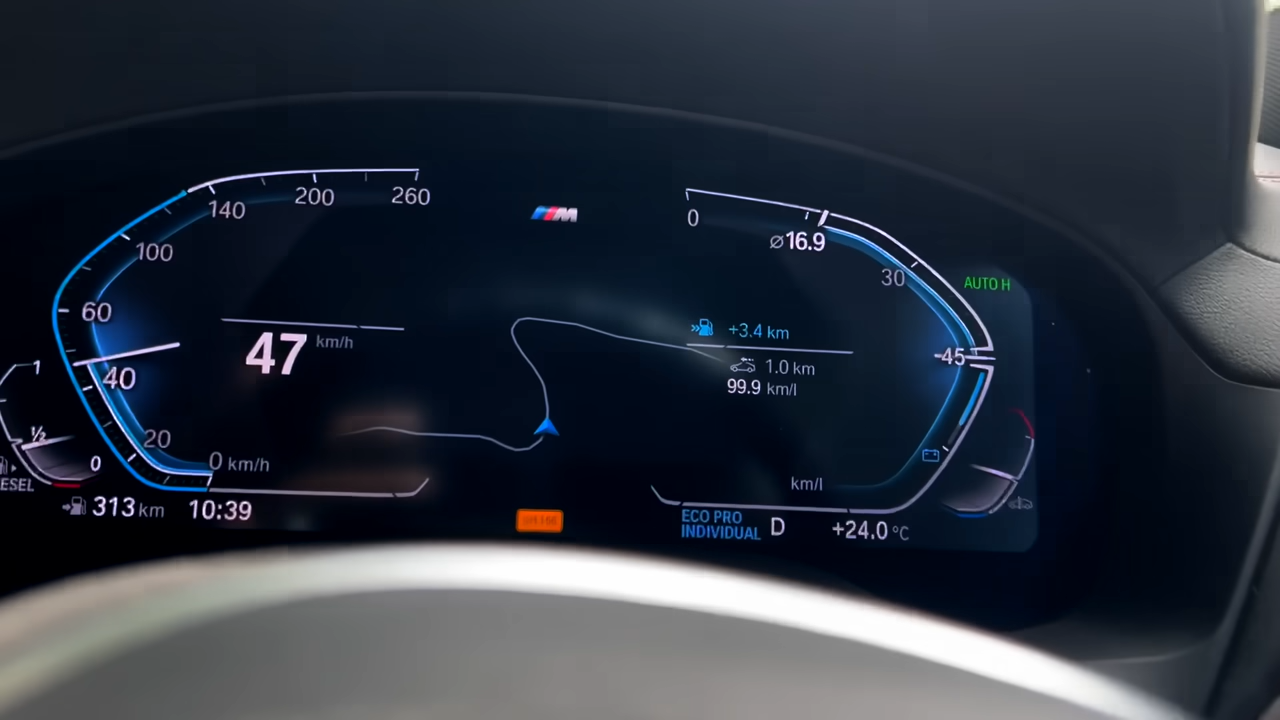 260
200
140
100
60
40
20
0 km/h
47 km/h
1
½
0
ESEL
313 km
10:39
M
0
⌀16.9
30
45
AUTO H
+3.4 km
1.0 km
99.9 km/l
km/l
ECO PRO
INDIVIDUAL
D
+24.0 °C